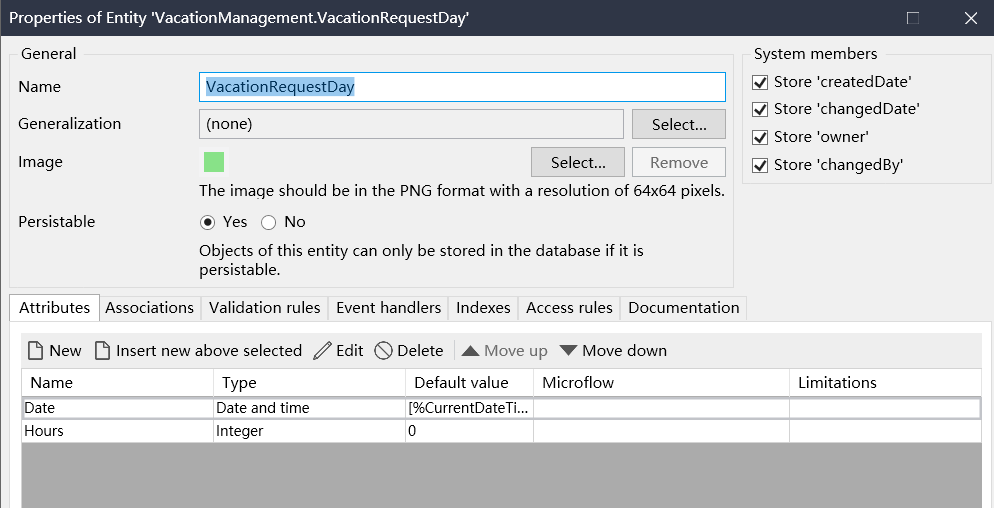 Properties of Entity 'VacationManagement.VacationRequestDay'
General
Name VacationRequestDay
Generalization (none) Select...
Image Select... Remove
The image should be in the PNG format with a resolution of 64x64 pixels.
Persistable Yes No
Objects of this entity can only be stored in the database if it is
persistable.
System members
Store 'createdDate'
Store 'changedDate'
Store 'owner'
Store 'changedBy'
Attributes Associations Validation rules Event handlers Indexes Access rules Documentation
New Insert new above selected Edit Delete Move up Move down
Name Type Default value Microflow Limitations
Date Date and time [%CurrentDateTi...
Hours Integer 0